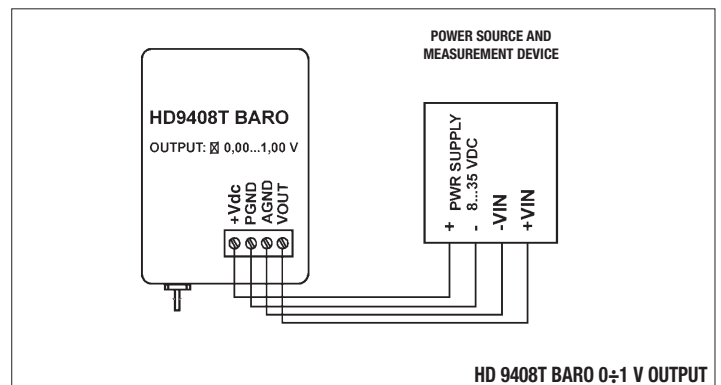 POWER SOURCE AND
MEASUREMENT DEVICE
HD9408T BARO
OUTPUT: ☒ 0,00...1,00 V
+Vdc
PGND
AGND
VOUT
+ PWR SUPPLY
- 8...35 VDC
-VIN
+VIN
HD 9408T BARO 0÷1 V OUTPUT